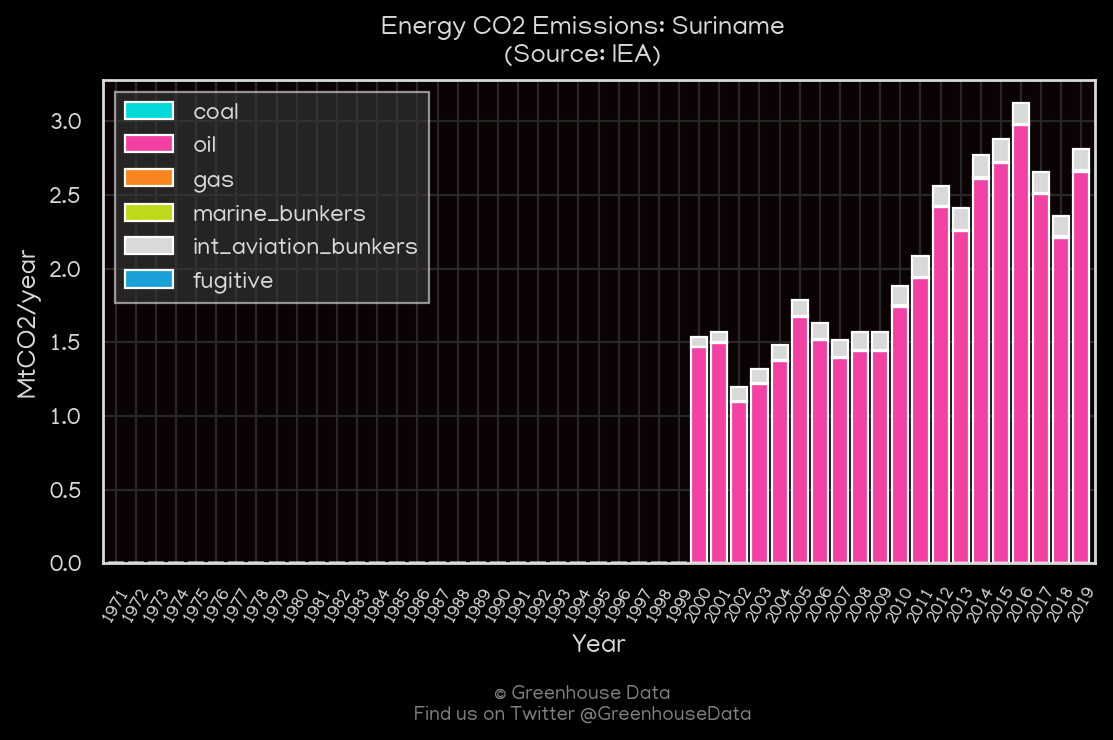 Energy CO2 Emissions: Suriname
(Source: IEA)
coal
oil
gas
marine_bunkers
int_aviation_bunkers
fugitive
MtCO2/year
3.0
2.5
2.0
1.5
1.0
0.5
0.0
1971 1972 1973 1974 1975 1976 1977 1978 1979 1980 1981 1982 1983 1984 1985 1986 1987 1988 1989 1990 1991 1992 1993 1994 1995 1996 1997 1998 1999 2000 2001 2002 2003 2004 2005 2006 2007 2008 2009 2010 2011 2012 2013 2014 2015 2016 2017 2018 2019
Year
© Greenhouse Data
Find us on Twitter @GreenhouseData